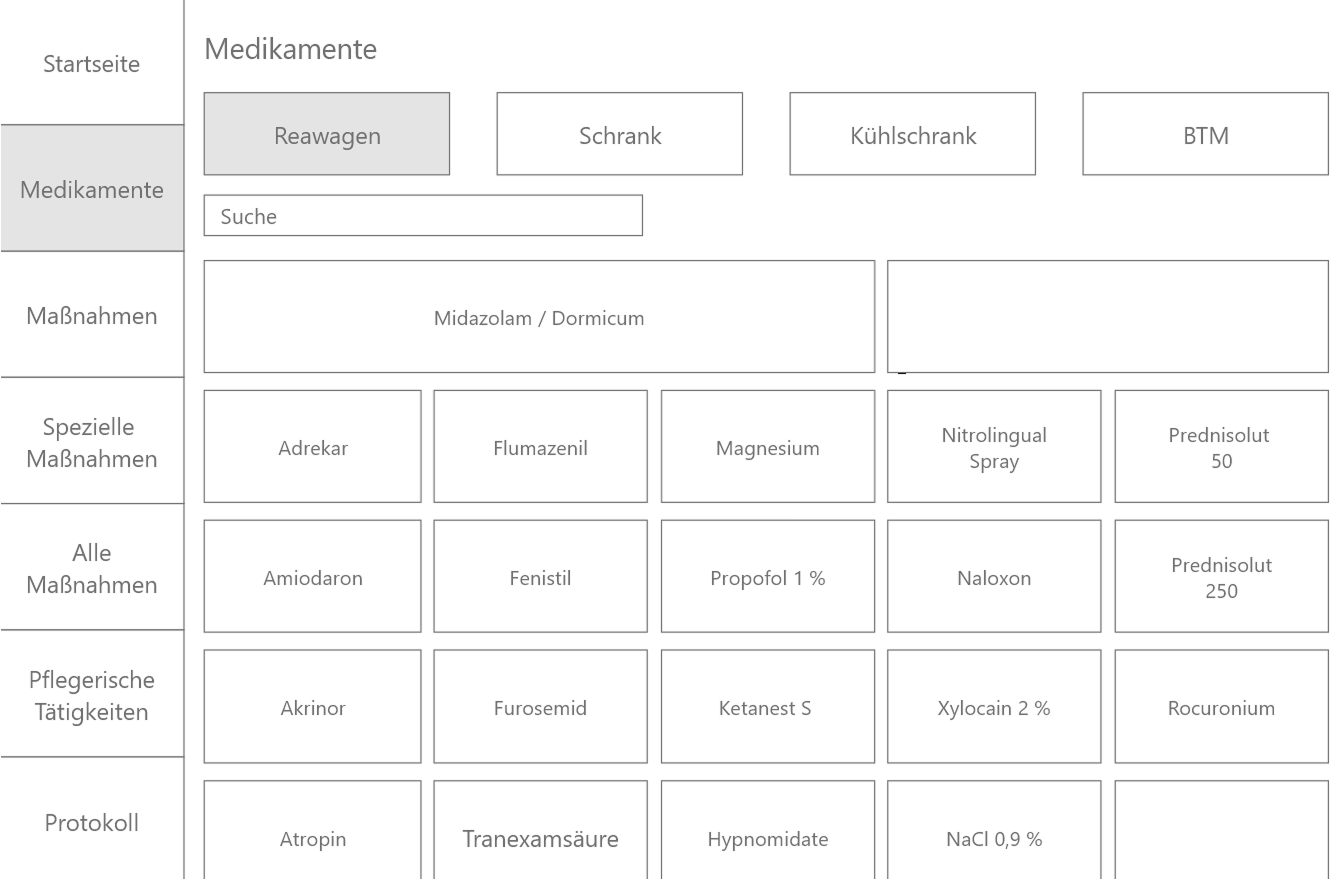 Startseite
Medikamente
Maßnahmen
Spezielle
Maßnahmen
Alle
Maßnahmen
Pflegerische
Tätigkeiten
Protokoll
Medikamente
Reawagen
Schrank
Kühlschrank
BTM
Suche
Midazolam / Dormicum
Adrekar
Flumazenil
Magnesium
Nitrolingual
Spray
Prednisolut
50
Amiodaron
Fenistil
Propofol 1 %
Naloxon
Prednisolut
250
Akrinor
Furosemid
Ketanest S
Xylocain 2 %
Rocuronium
Atropin
Tranexamsäure
Hypnomidate
NaCl 0,9 %